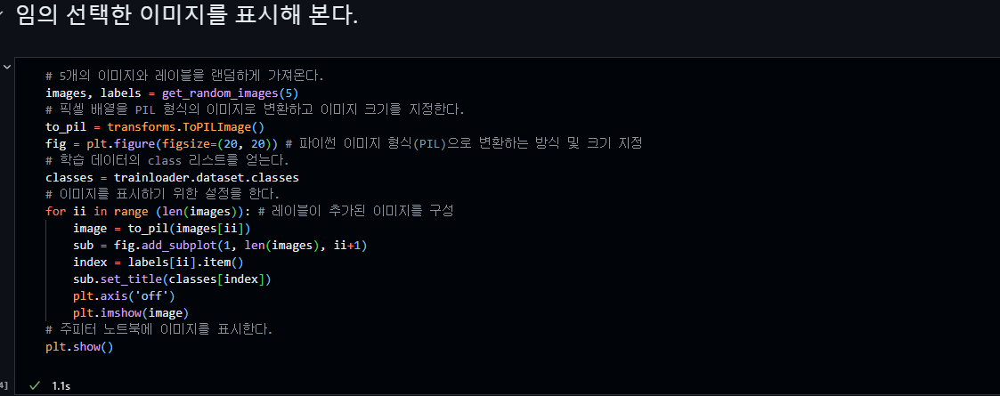 임의 선택한 이미지를 표시해 본다.
# 5개의 이미지와 레이블을 랜덤하게 가져온다.
images, labels = get_random_images(5)
# 픽셀 배열을 PIL 형식의 이미지로 변환하고 이미지 크기를 지정한다.
to_pil = transforms.ToPILImage()
fig = plt.figure(figsize=(20, 20)) # 파이썬 이미지 형식(PIL)으로 변환하는 방식 및 크기 지정
# 학습 데이터의 class 리스트를 얻는다.
classes = trainloader.dataset.classes
# 이미지를 표시하기 위한 설정을 한다.
for ii in range (len(images)): # 레이블이 추가된 이미지를 구성
    image = to_pil(images[ii])
    sub = fig.add_subplot(1, len(images), ii+1)
    index = labels[ii].item()
    sub.set_title(classes[index])
    plt.axis('off')
    plt.imshow(image)
# 주피터 노트북에 이미지를 표시한다.
plt.show()
4] ✓ 1.1s